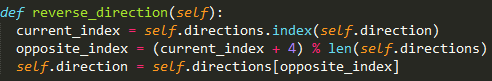 def reverse_direction(self):
  current_index = self.directions.index(self.direction)
  opposite_index = (current_index + 4) % len(self.directions)
  self.direction = self.directions[opposite_index]